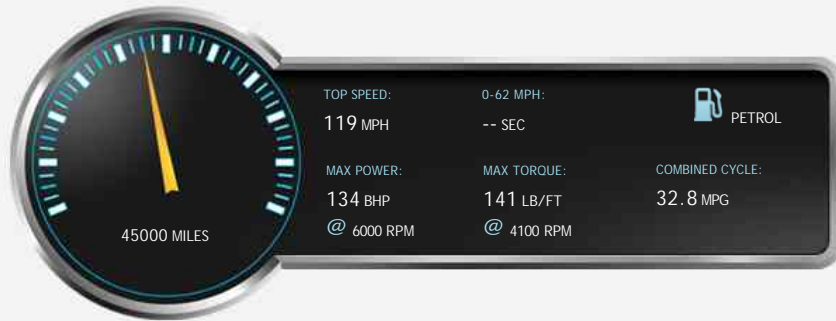 TOP SPEED:
119 MPH
0-62 MPH:
-- SEC
PETROL
MAX POWER:
134 BHP
@ 6000 RPM
MAX TORQUE:
141 LB/FT
@ 4100 RPM
COMBINED CYCLE:
32.8 MPG
45000 MILES